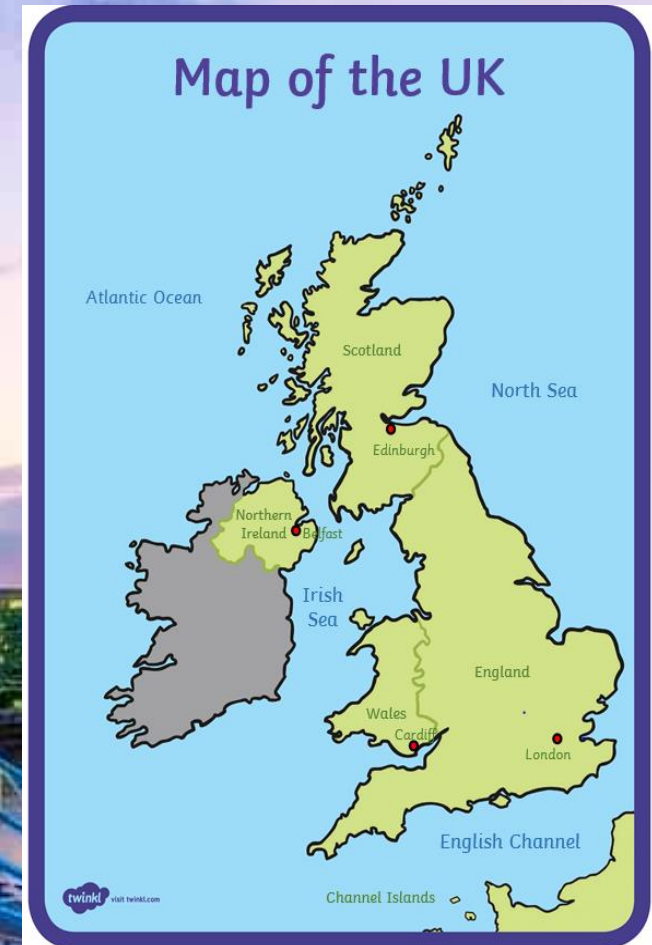 Map of the UK
Atlantic Ocean
Scotland
North Sea
Edinburgh
Northern
Ireland
Belfast
Irish
Sea
England
Wales
Cardiff
London
English Channel
Channel Islands
twinkl visit twinkl.com